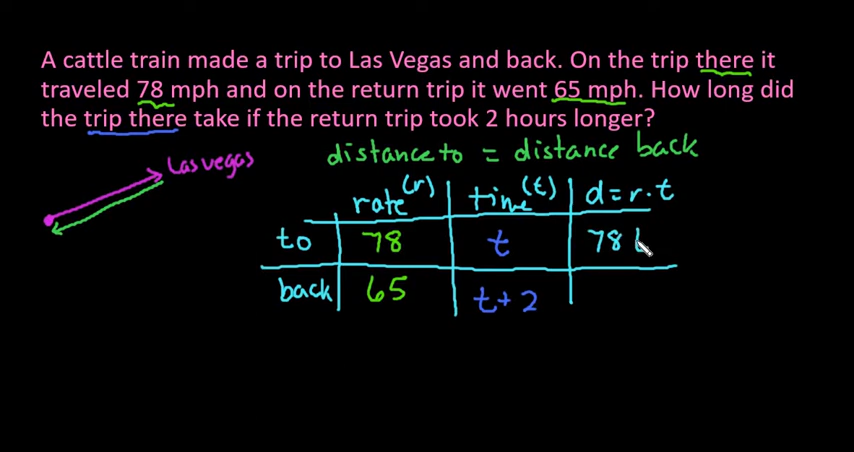 A cattle train made a trip to Las Vegas and back. On the trip there it
traveled 78 mph and on the return trip it went 65 mph. How long did
the trip there take if the return trip took 2 hours longer?
distance to = distance back
Las vegas
rate (r) time (t) d = r · t
to 78 t 78 t
back 65 t + 2